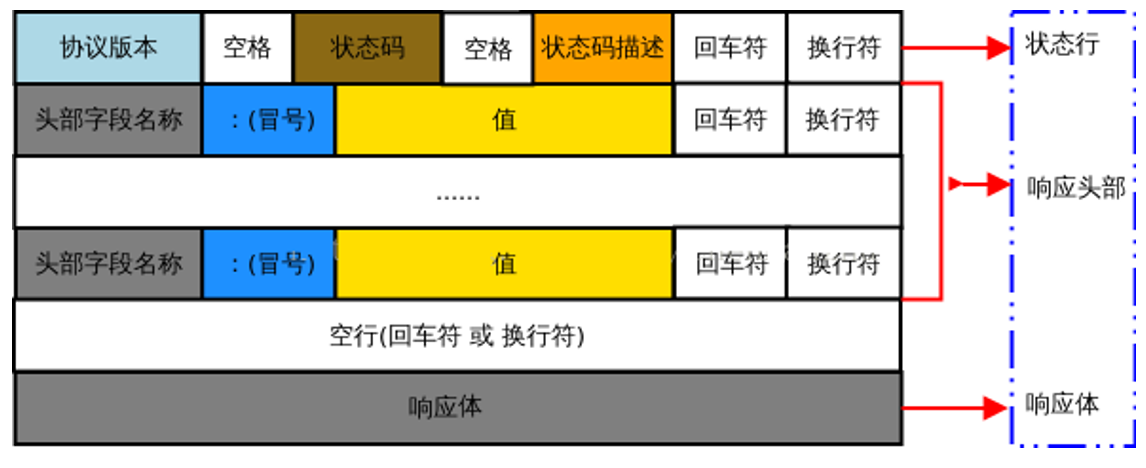 协议版本 空格 状态码 空格 状态码描述 回车符 换行符 状态行
头部字段名称 :(冒号) 值 回车符 换行符
响应头部
......
头部字段名称 :(冒号) 值 回车符 换行符
空行(回车符 或 换行符)
响应体 响应体